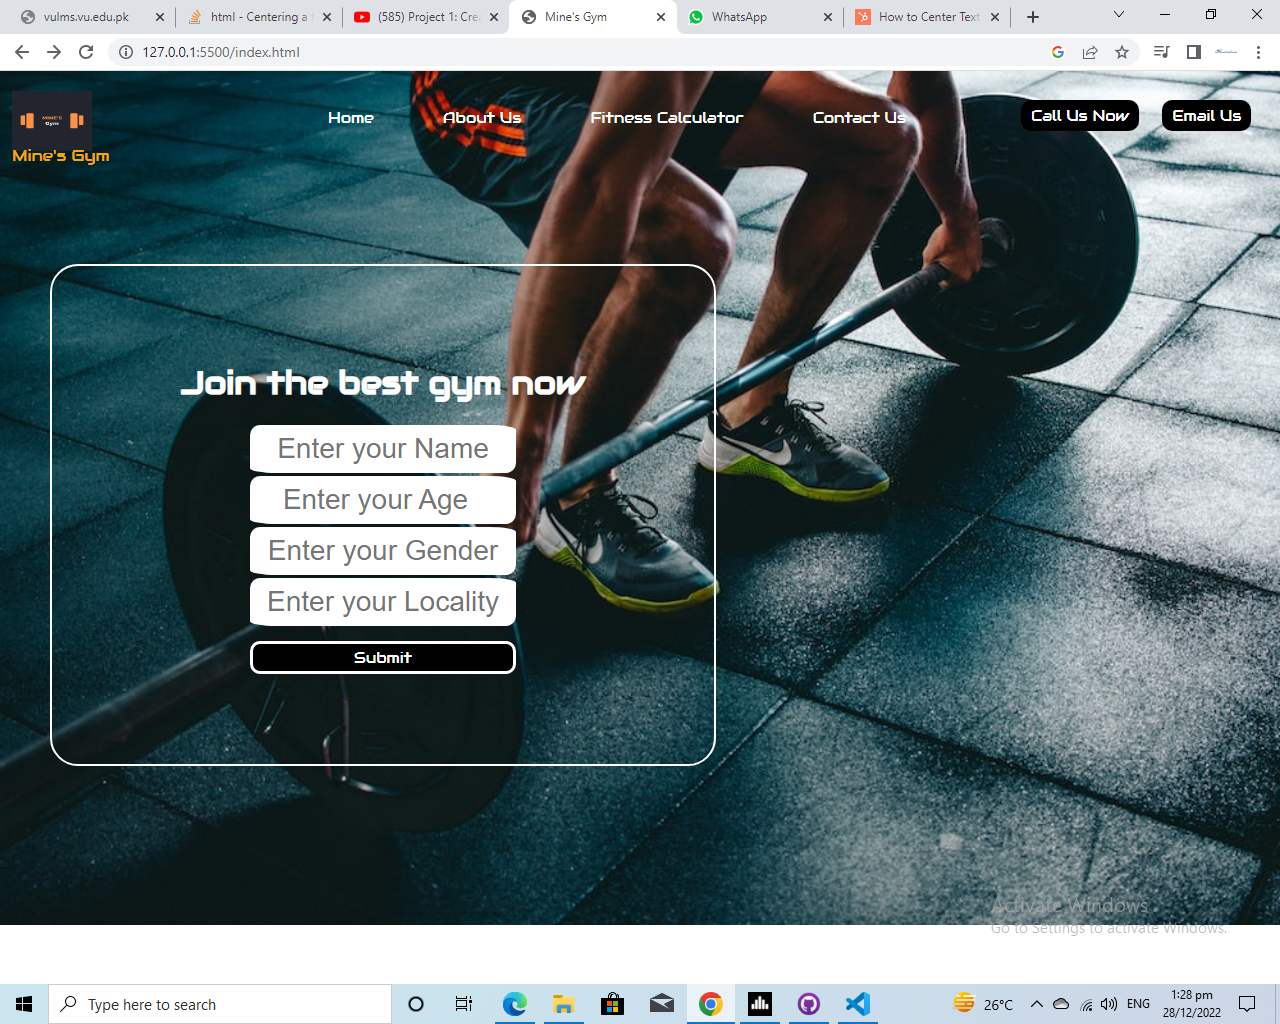 vulms.vu.edu.pk
html - Centering a
(585) Project 1: Cre
Mine's Gym
WhatsApp
How to Center Text
127.0.0.1:5500/index.html
MINE'S
Gym
Mine's Gym
Home
About Us
Fitness Calculator
Contact Us
Call Us Now
Email Us
Join the best gym now
Enter your Name
Enter your Age
Enter your Gender
Enter your Locality
Submit
Activate Windows
Go to Settings to activate Windows.
Type here to search
26°C
ENG
1:28 pm
28/12/2022